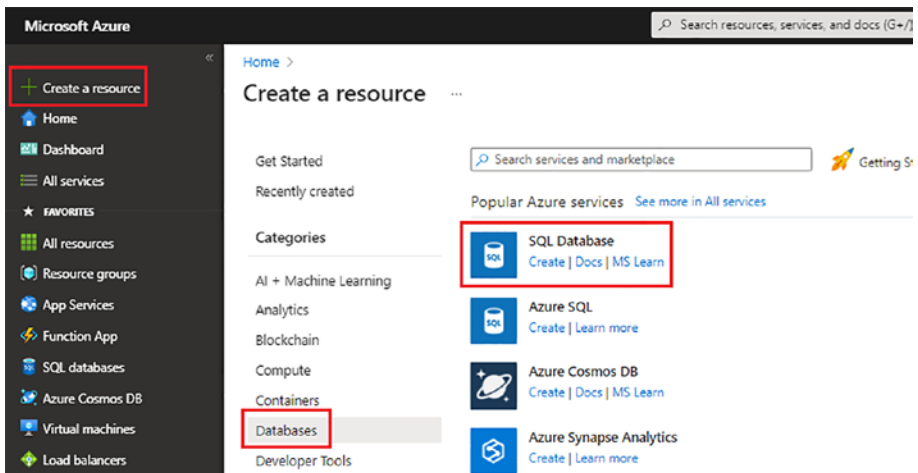 Microsoft Azure
Search resources, services, and docs (G+/)
«
Create a resource
Home
Dashboard
All services
★ FAVORITES
All resources
Resource groups
App Services
Function App
SQL databases
Azure Cosmos DB
Virtual machines
Load balancers
Home >
Create a resource ...
Get Started
Recently created
Categories
AI + Machine Learning
Analytics
Blockchain
Compute
Containers
Databases
Developer Tools
Search services and marketplace
Getting S
Popular Azure services See more in All services
SQL
SQL Database
Create | Docs | MS Learn
SQL
Azure SQL
Create | Learn more
Azure Cosmos DB
Create | Docs | MS Learn
Azure Synapse Analytics
Create | Learn more